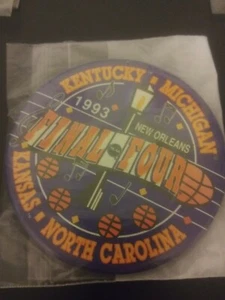 KENTUCKY
MICHIGAN
1993
NEW ORLEANS
FINAL FOUR
KANSAS
NORTH CAROLINA